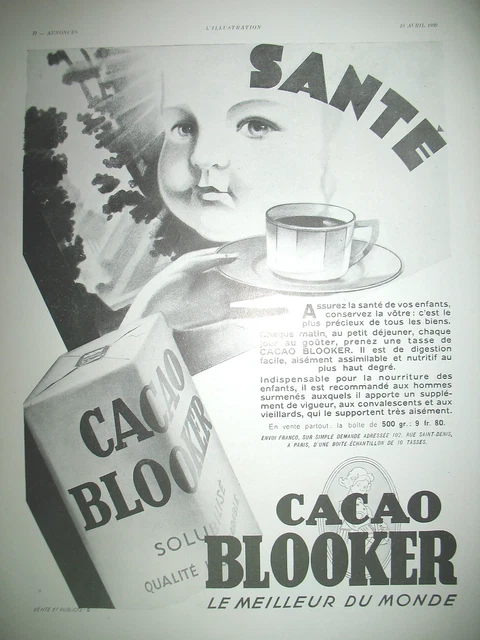 L'ILLUSTRATION
SANTÉ
Assurez la santé de vos enfants,
conservez la vôtre : c'est le
plus précieux de tous les biens.
Chaque matin, au petit déjeuner, chaque
jour au goûter, prenez une tasse de
CACAO BLOOKER. Il est de digestion
facile, aisément assimilable et nutritif au
plus haut degré.
Indispensable pour la nourriture des
enfants, il est recommandé aux hommes
surmenés auxquels il apporte un supplé-
ment de vigueur, aux convalescents et aux
vieillards, qui le supportent très aisément.
En vente partout : la boîte de 500 gr. : 9 fr. 80.
ENVOI FRANCO, SUR SIMPLE DEMANDE ADRESSÉE 102, RUE SAINT-DENIS,
A PARIS, D'UNE BOITE-ÉCHANTILLON DE 10 TASSES.
CACAO
BLOOKER
SOLUBILISÉ
QUALITÉ
CACAO
BLOOKER
LE MEILLEUR DU MONDE